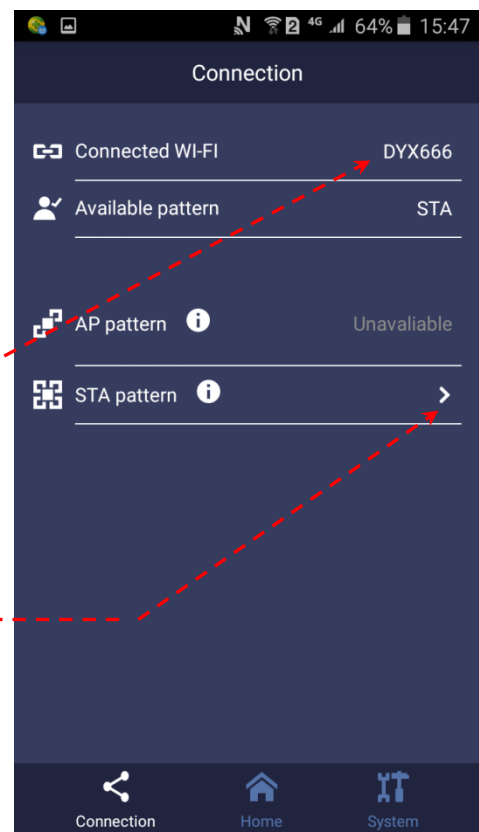 2 4G 64% 15:47
Connection
Connected WI-FI DYX666
Available pattern STA
AP pattern i Unavaliable
STA pattern i
Connection Home System